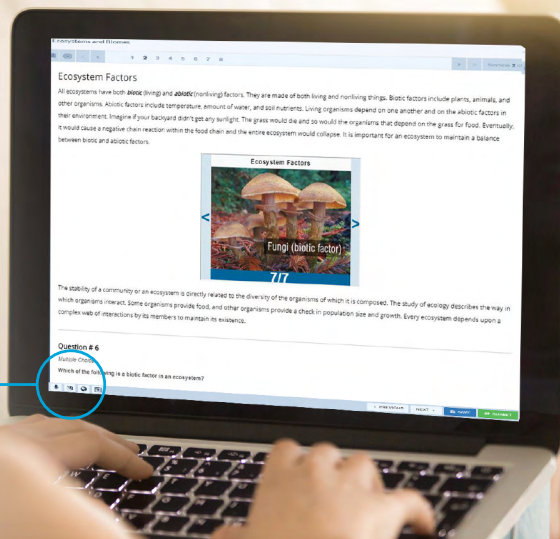 Ecosystems and Biomes
1 2 3 4 5 6 7 8
Ecosystem Factors
All ecosystems have both biotic (living) and abiotic (nonliving) factors. They are made of both living and nonliving things. Biotic factors include plants, animals, and
other organisms. Abiotic factors include temperature, amount of water, and soil nutrients. Living organisms depend on one another and on the abiotic factors in
their environment. Imagine if your backyard didn't get any sunlight. The grass would die and so would the organisms that depend on the grass for food. Eventually,
it would cause a negative chain reaction within the food chain and the entire ecosystem would collapse. It is important for an ecosystem to maintain a balance
between biotic and abiotic factors.
Ecosystem Factors
< >
Fungi (biotic factor)
7/7
The stability of a community or an ecosystem is directly related to the diversity of the organisms of which it is composed. The study of ecology describes the way in
which organisms interact. Some organisms provide food, and other organisms provide a check in population size and growth. Every ecosystem depends upon a
complex web of interactions by its members to maintain its existence.
Question # 6
Multiple Choice
Which of the following is a biotic factor in an ecosystem?
NEXT